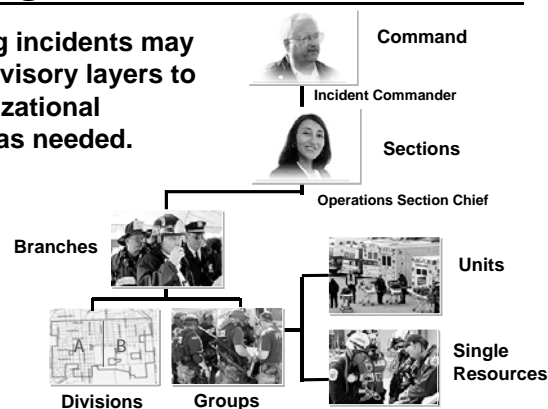 g incidents may
visory layers to
zational
as needed.
Command
Incident Commander
Sections
Operations Section Chief
Branches
Units
A B
Single
Resources
Divisions
Groups